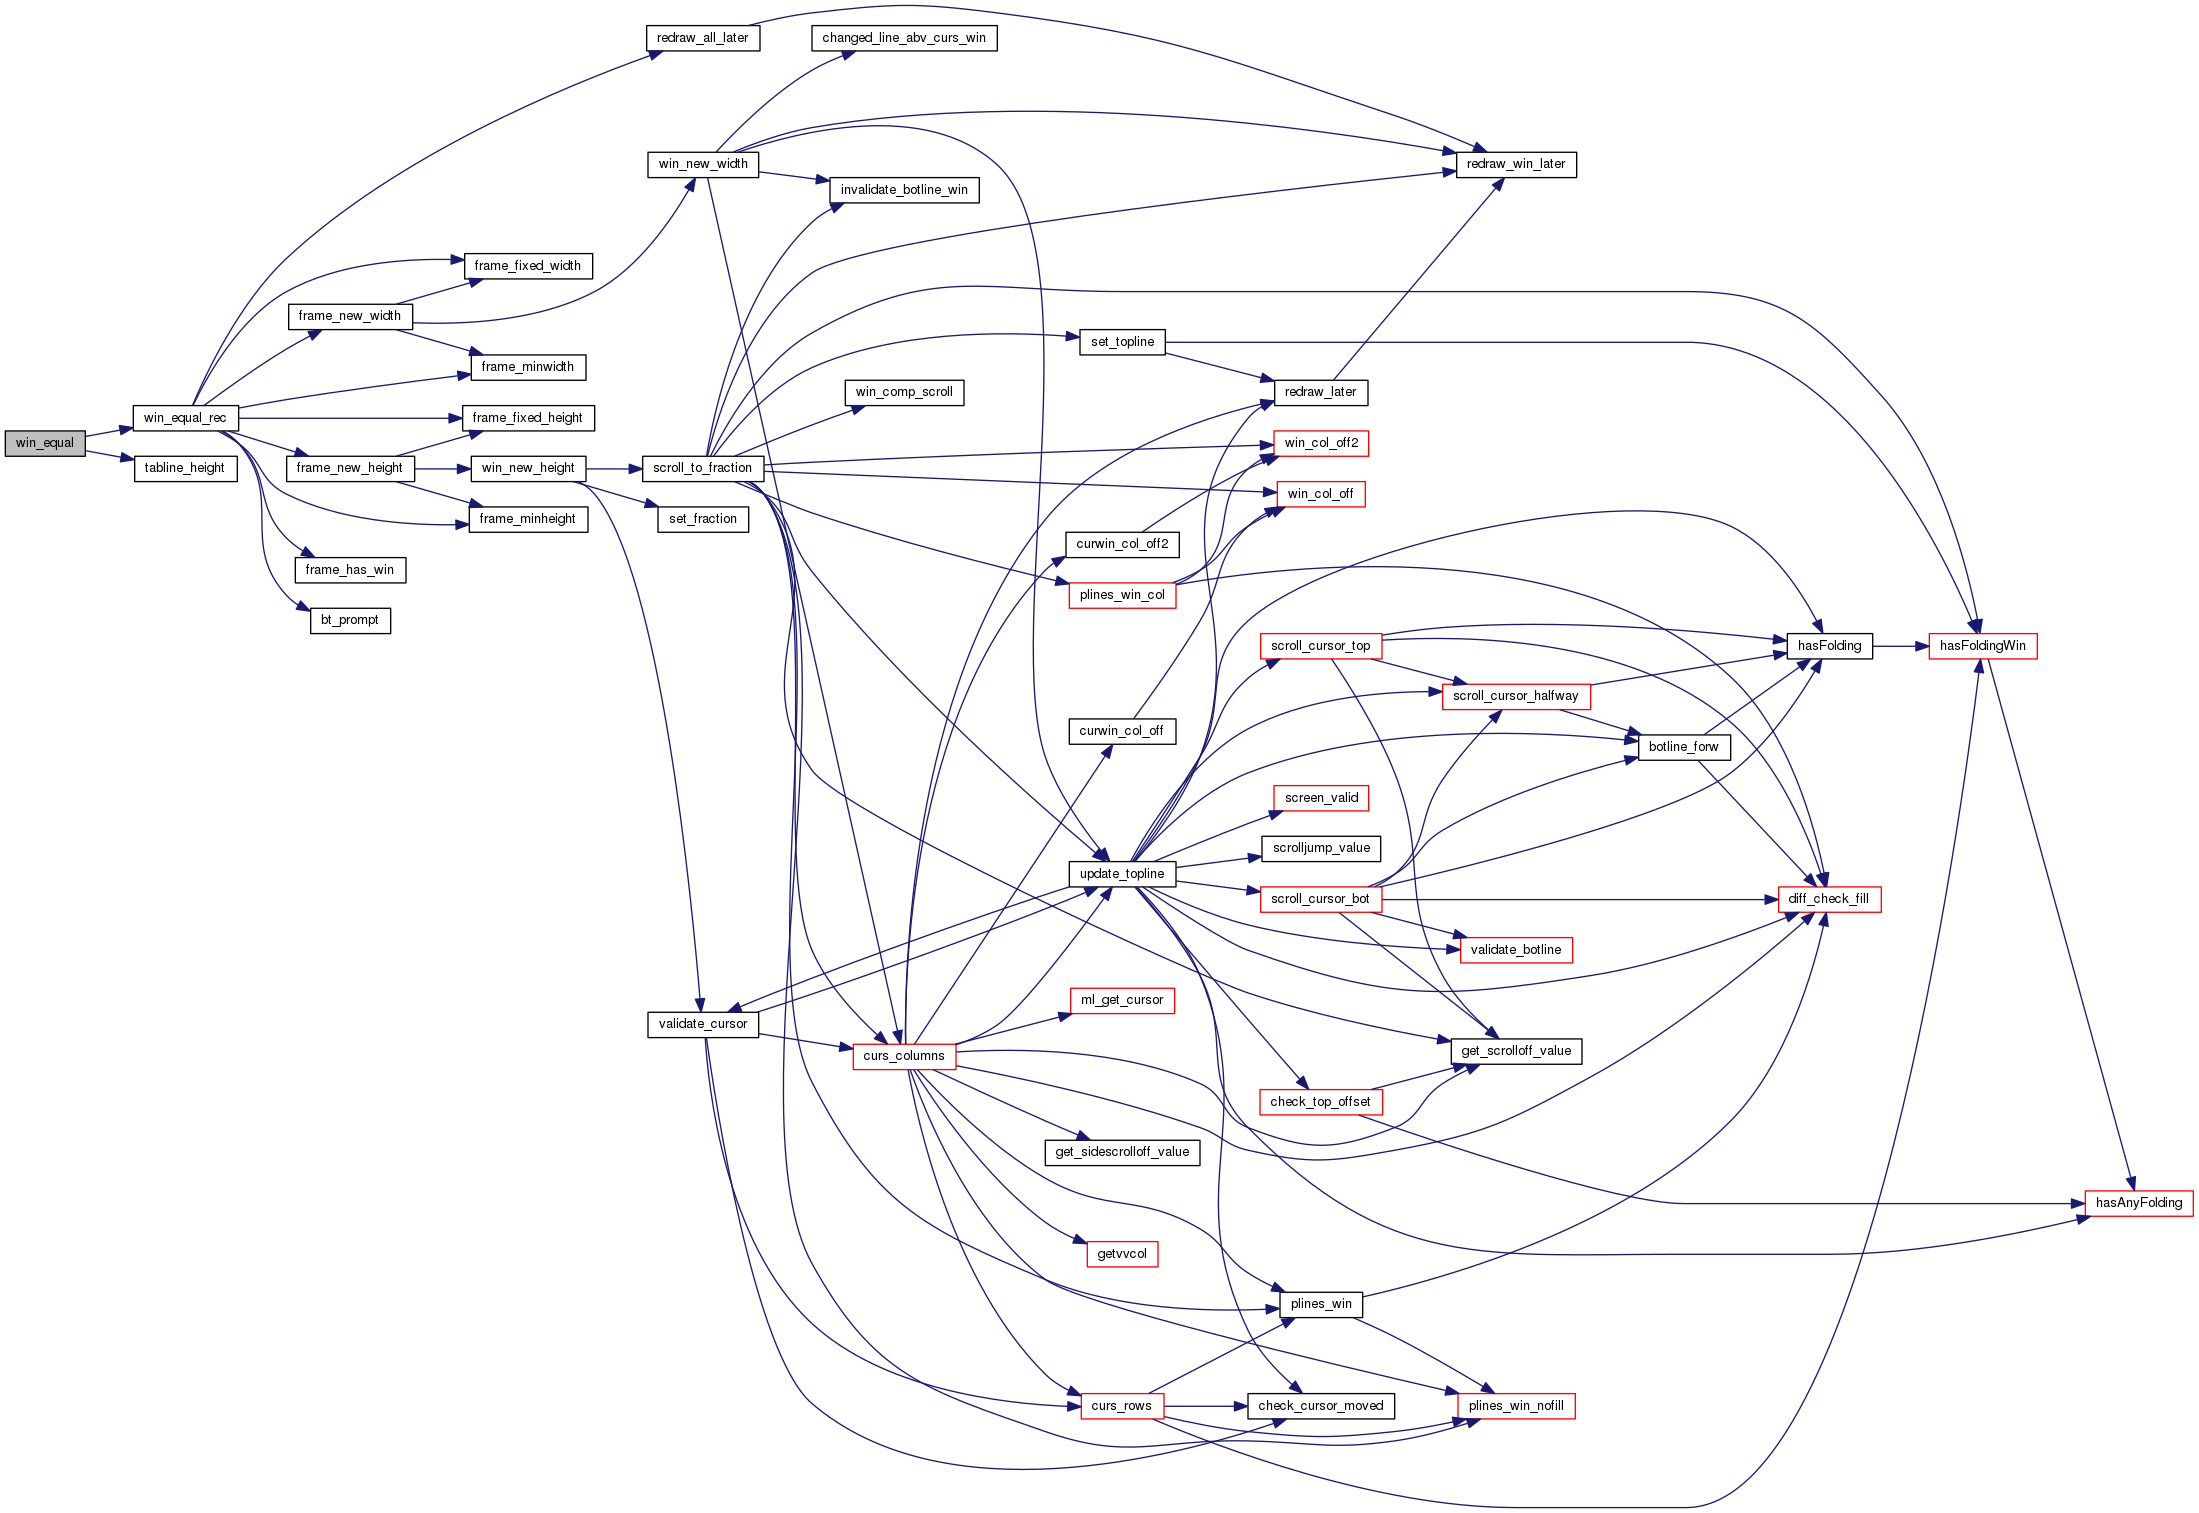 win_equal
win_equal_rec
tabline_height
redraw_all_later
frame_fixed_width
frame_new_width
frame_minwidth
frame_fixed_height
frame_new_height
win_new_height
frame_minheight
frame_has_win
bt_prompt
changed_line_abv_curs_win
win_new_width
invalidate_botline_win
redraw_win_later
set_topline
win_comp_scroll
redraw_later
scroll_to_fraction
win_col_off2
win_col_off
set_fraction
curwin_col_off2
plines_win_col
scroll_cursor_top
hasFolding
hasFoldingWin
scroll_cursor_halfway
curwin_col_off
botline_forw
screen_valid
scrolljump_value
update_topline
scroll_cursor_bot
diff_check_fill
validate_botline
ml_get_cursor
validate_cursor
curs_columns
get_scrolloff_value
check_top_offset
get_sidescrolloff_value
hasAnyFolding
getvvcol
plines_win
curs_rows
check_cursor_moved
plines_win_nofill